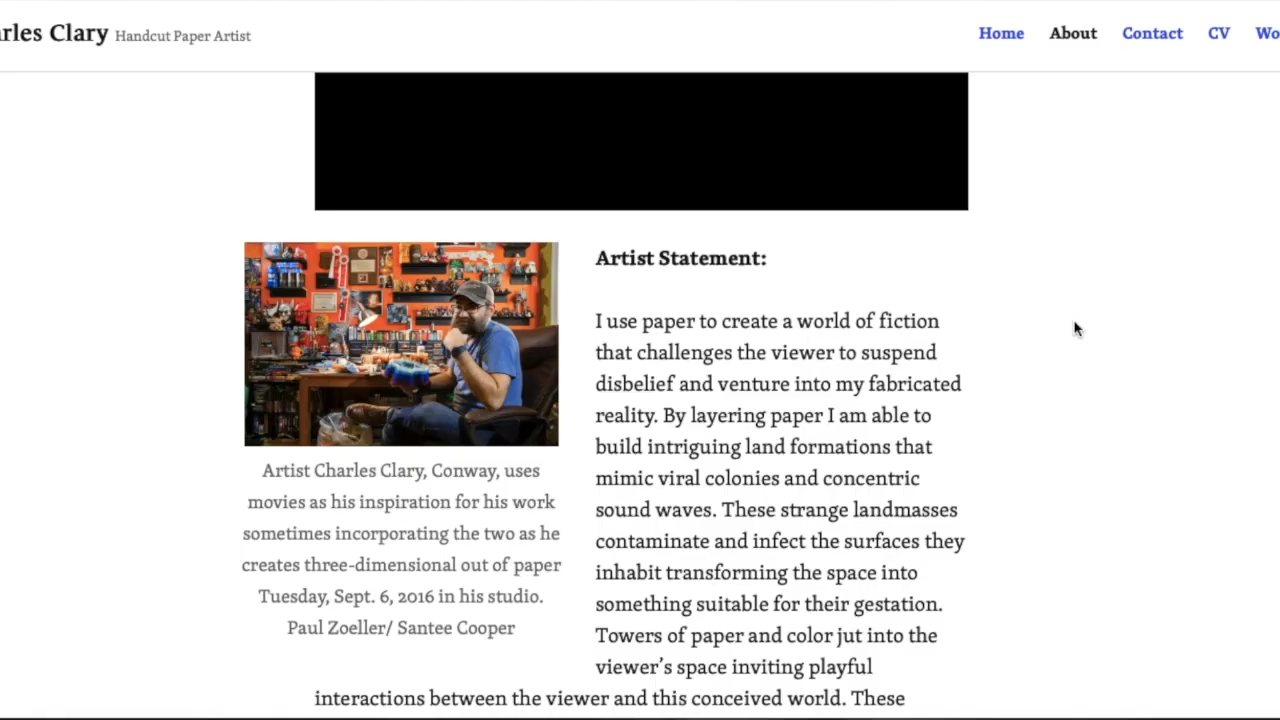 rles Clary Handcut Paper Artist
Home About Contact CV Wo
Artist Statement:
I use paper to create a world of fiction
that challenges the viewer to suspend
disbelief and venture into my fabricated
reality. By layering paper I am able to
build intriguing land formations that
mimic viral colonies and concentric
sound waves. These strange landmasses
contaminate and infect the surfaces they
inhabit transforming the space into
something suitable for their gestation.
Towers of paper and color jut into the
viewer’s space inviting playful
interactions between the viewer and this conceived world. These
Artist Charles Clary, Conway, uses
movies as his inspiration for his work
sometimes incorporating the two as he
creates three-dimensional out of paper
Tuesday, Sept. 6, 2016 in his studio.
Paul Zoeller/ Santee Cooper